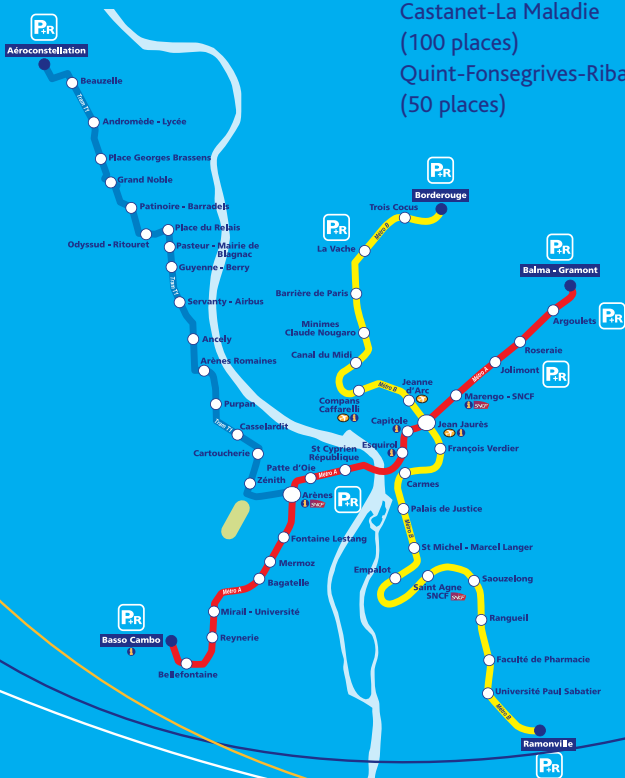 Castanet-La Maladie
(100 places)
Quint-Fonsegrives-Riba
(50 places)
P+R
Aéroconstellation
Beauzelle
Tram T1
Andromède - Lycée
Place Georges Brassens
Grand Noble
Patinoire - Barradels
Place du Relais
Odyssud - Ritouret
Pasteur - Mairie de
Blagnac
Guyenne - Berry
Tram T1
Servanty - Airbus
Ancely
Arènes Romaines
Purpan
Tram T1
Casselardit
Cartoucherie
Zénith
P+R
Borderouge
Trois Cocus
Métro B
P+R
La Vache
Barrière de Paris
Minimes
Claude Nougaro
Canal du Midi
Métro B
Compans
Caffarelli
Jeanne
d'Arc
P+R
Balma - Gramont
Argoulets
P+R
Roseraie
Jolimont
P+R
Métro A
Marengo - SNCF
SNCF
Capitole
Jean Jaurès
Esquirol
François Verdier
St Cyprien
République
Patte d'Oie
Métro A
Arènes
SNCF
P+R
Carmes
Palais de Justice
Métro B
St Michel - Marcel Langer
Empalot
Saint Agne
SNCF
SNCF
Saouzelong
Rangueil
Faculté de Pharmacie
Université Paul Sabatier
Métro B
Ramonville
P+R
Fontaine Lestang
Mermoz
Bagatelle
Métro A
Mirail - Université
P+R
Basso Cambo
Reynerie
Bellefontaine